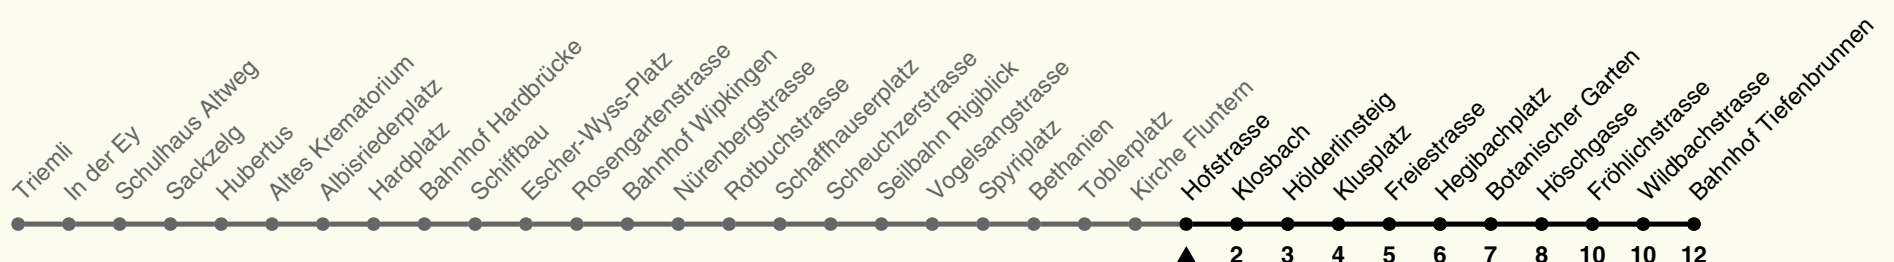 Triemli
In der Ey
Schulhaus Altweg
Sackzelg
Hubertus
Altes Krematorium
Albisriederplatz
Hardplatz
Bahnhof Hardbrücke
Schiffbau
Escher-Wyss-Platz
Rosengartenstrasse
Bahnhof Wipkingen
Nürenbergstrasse
Rotbuchstrasse
Schaffhauserplatz
Scheuchzerstrasse
Seilbahn Rigiblick
Vogelsangstrasse
Spyriplatz
Bethanien
Toblerplatz
Kirche Fluntern
Hofstrasse
Klosbach
Hölderlinsteig
Klusplatz
Freiestrasse
Hegibachplatz
Botanischer Garten
Höschgasse
Fröhlichstrasse
Wildbachstrasse
Bahnhof Tiefenbrunnen
2 3 4 5 6 7 8 10 10 12